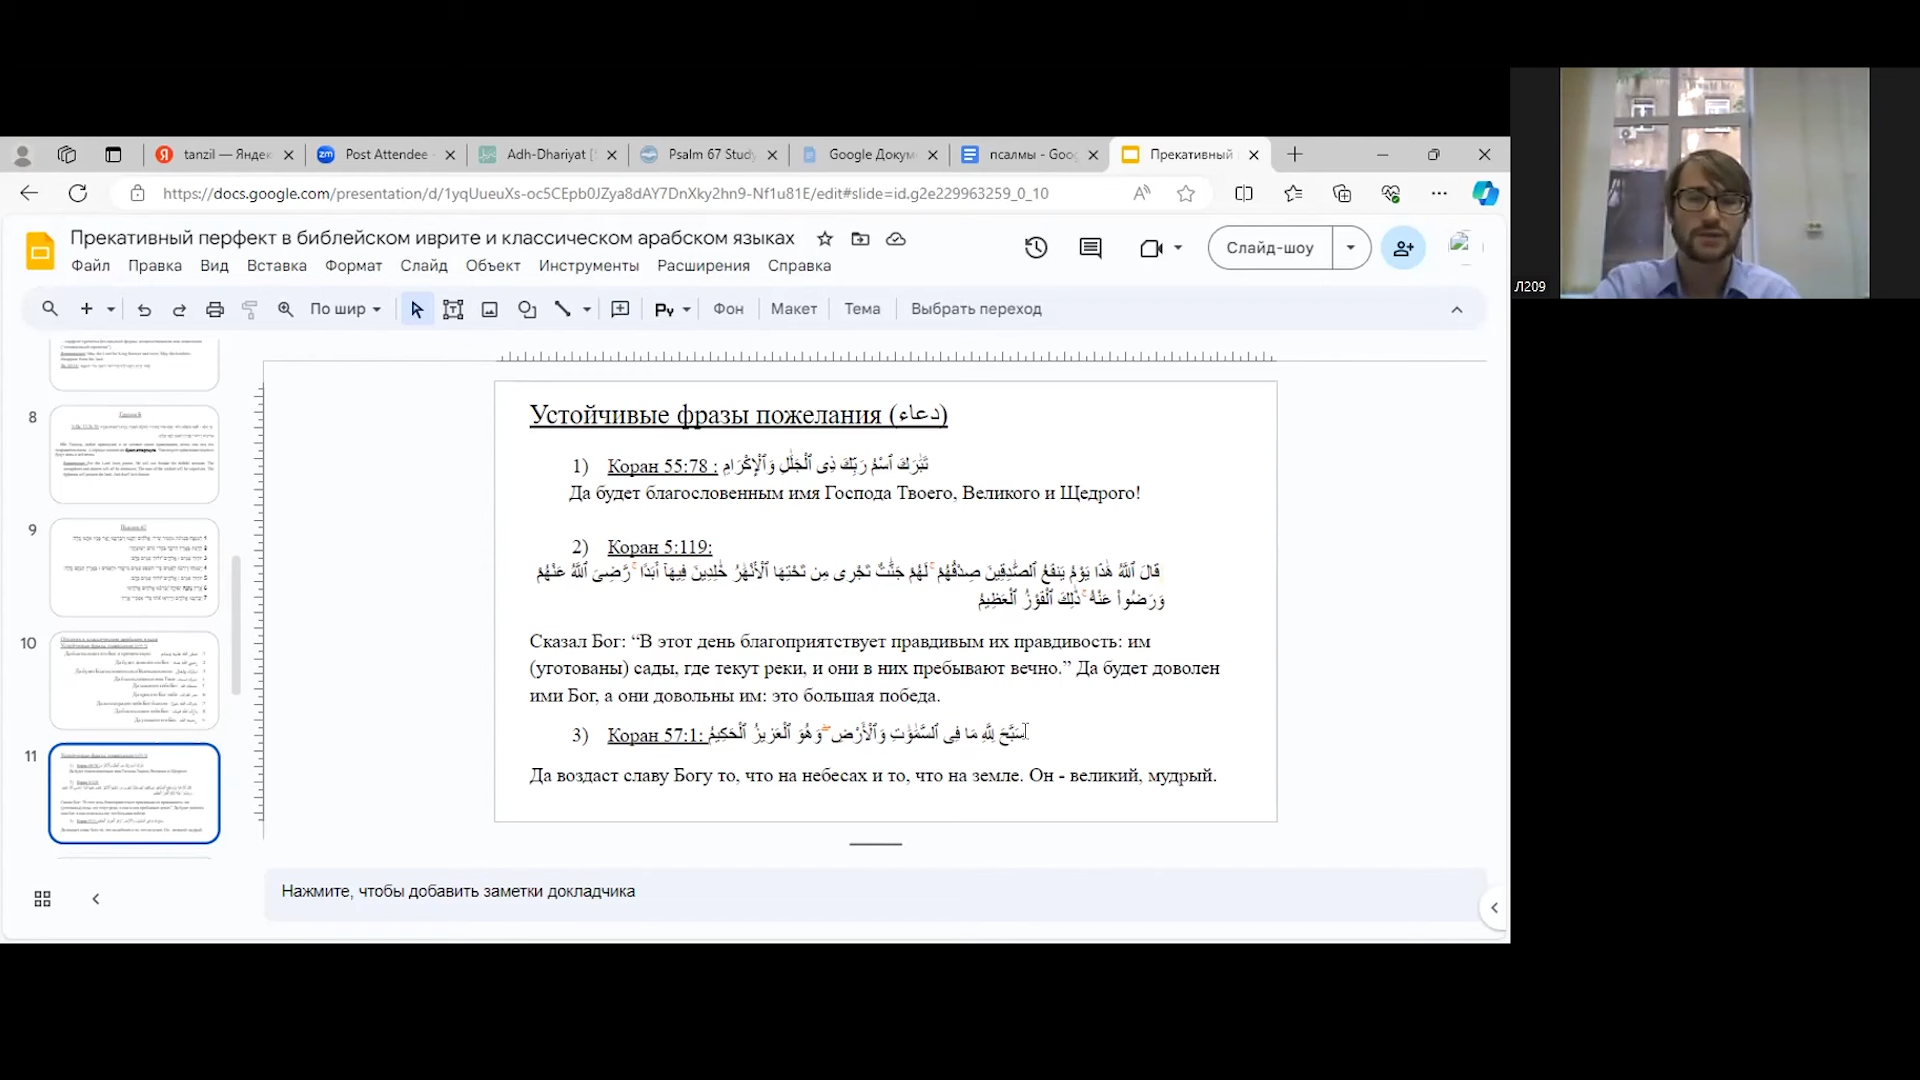 tanzil — Яндек
Post Attendee -
Adh-Dhariyat [
Psalm 67 Stud
Google Докум
псалмы - Goo
Прекативный
https://docs.google.com/presentation/d/1yqUueuXs-oc5CEpb0JZya8dAY7DnXky2hn9-Nf1u81E/edit#slide=id.g2e229963259_0_10
Прекативный перфект в библейском иврите и классическом арабском языках
Файл Правка Вид Вставка Формат Слайд Объект Инструменты Расширения Справка
Слайд-шоу
По шир
Фон Макет Тема Выбрать переход
8
9
10
11
Устойчивые фразы пожелания (دعاء)
1) Коран 55:78 : تَبَٰرَكَ ٱسْمُ رَبِّكَ ذِى ٱلْجَلَٰلِ وَٱلْإِكْرَامِ
Да будет благословенным имя Господа Твоего, Великого и Щедрого!
2) Коран 5:119:
قَالَ ٱللَّهُ هَٰذَا يَوْمُ يَنفَعُ ٱلصَّٰدِقِينَ صِدْقُهُمْ ۚ لَهُمْ جَنَّٰتٌ تَجْرِى مِن تَحْتِهَا ٱلْأَنْهَٰرُ خَٰلِدِينَ فِيهَآ أَبَدًا ۚ رَّضِىَ ٱللَّهُ عَنْهُمْ
وَرَضُوا۟ عَنْهُ ۚ ذَٰلِكَ ٱلْفَوْزُ ٱلْعَظِيمُ
Сказал Бог: “В этот день благоприятствует правдивым их правдивость: им
(уготованы) сады, где текут реки, и они в них пребывают вечно.” Да будет доволен
ими Бог, а они довольны им: это большая победа.
3) Коран 57:1: سَبَّحَ لِلَّهِ مَا فِى ٱلسَّمَٰوَٰتِ وَٱلْأَرْضِ ۖ وَهُوَ ٱلْعَزِيزُ ٱلْحَكِيمُ
Да воздаст славу Богу то, что на небесах и то, что на земле. Он - великий, мудрый.
Нажмите, чтобы добавить заметки докладчика
Л209